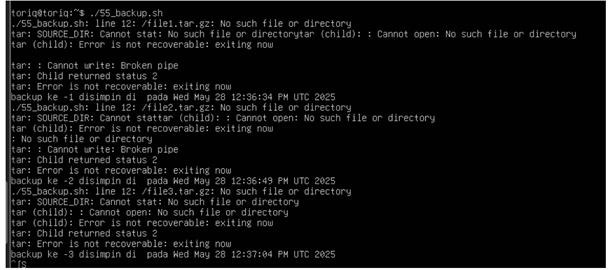 toriq@toriq:~$ ./55_backup.sh
./55_backup.sh: line 12: /file1.tar.gz: No such file or directory
tar: SOURCE_DIR: Cannot stat: No such file or directorytar (child): : Cannot open: No such file or directory
tar (child): Error is not recoverable: exiting now
tar: : Cannot write: Broken pipe
tar: Child returned status 2
tar: Error is not recoverable: exiting now
backup ke -1 disimpin di  pada Wed May 28 12:36:34 PM UTC 2025
./55_backup.sh: line 12: /file2.tar.gz: No such file or directory
tar: SOURCE_DIR: Cannot stattar (child): : Cannot open: No such file or directory
tar (child): Error is not recoverable: exiting now
: No such file or directory
tar: : Cannot write: Broken pipe
tar: Child returned status 2
tar: Error is not recoverable: exiting now
backup ke -2 disimpin di  pada Wed May 28 12:36:49 PM UTC 2025
./55_backup.sh: line 12: /file3.tar.gz: No such file or directory
tar: SOURCE_DIR: Cannot stat: No such file or directory
tar (child): : Cannot open: No such file or directory
tar (child): Error is not recoverable: exiting now
tar: Child returned status 2
tar: Error is not recoverable: exiting now
backup ke -3 disimpin di  pada Wed May 28 12:37:04 PM UTC 2025